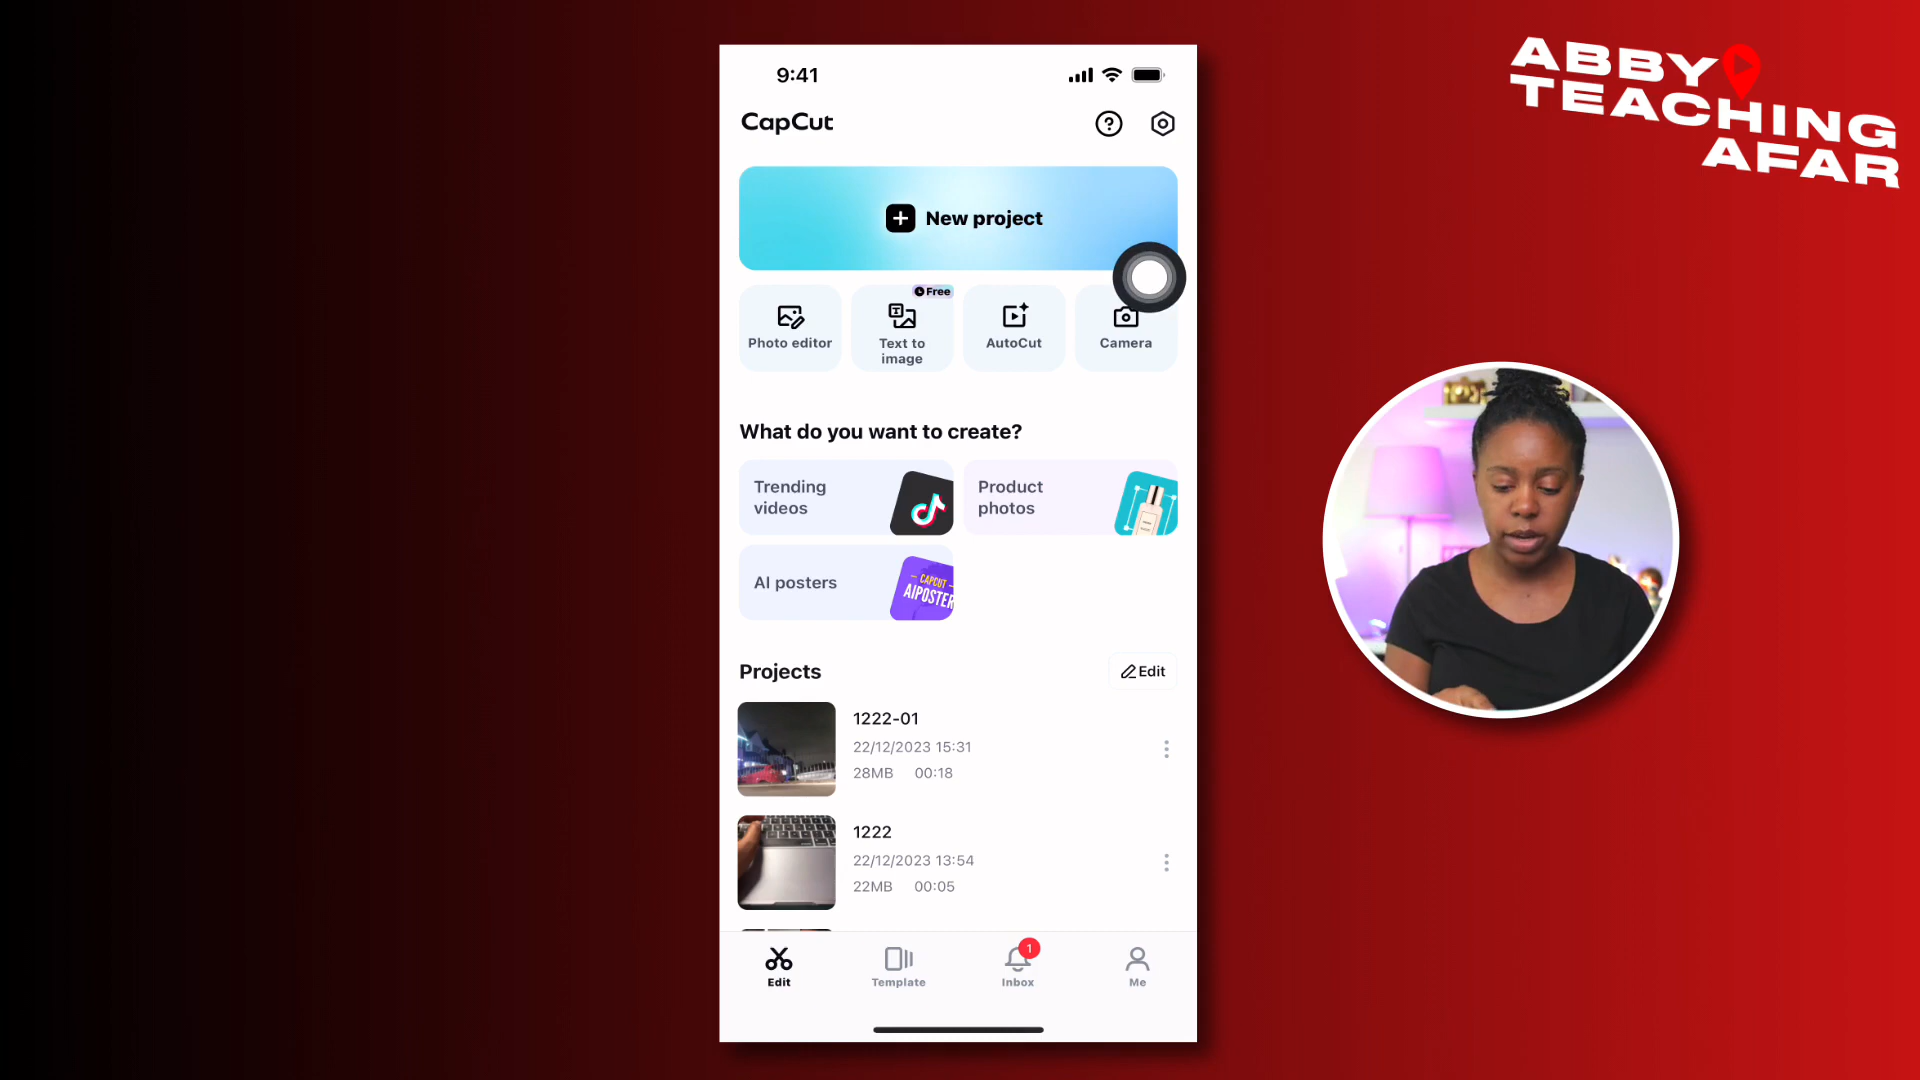 9:41
CapCut
New project
Free
Photo editor
Text to
image
AutoCut
Camera
What do you want to create?
Trending
videos
Product
photos
AI posters
CAPCUT
AIPOSTER
Projects
Edit
1222-01
22/12/2023 15:31
28MB 00:18
1222
22/12/2023 13:54
22MB 00:05
1
Edit
Template
Inbox
Me
ABBY
TEACHING
AFAR